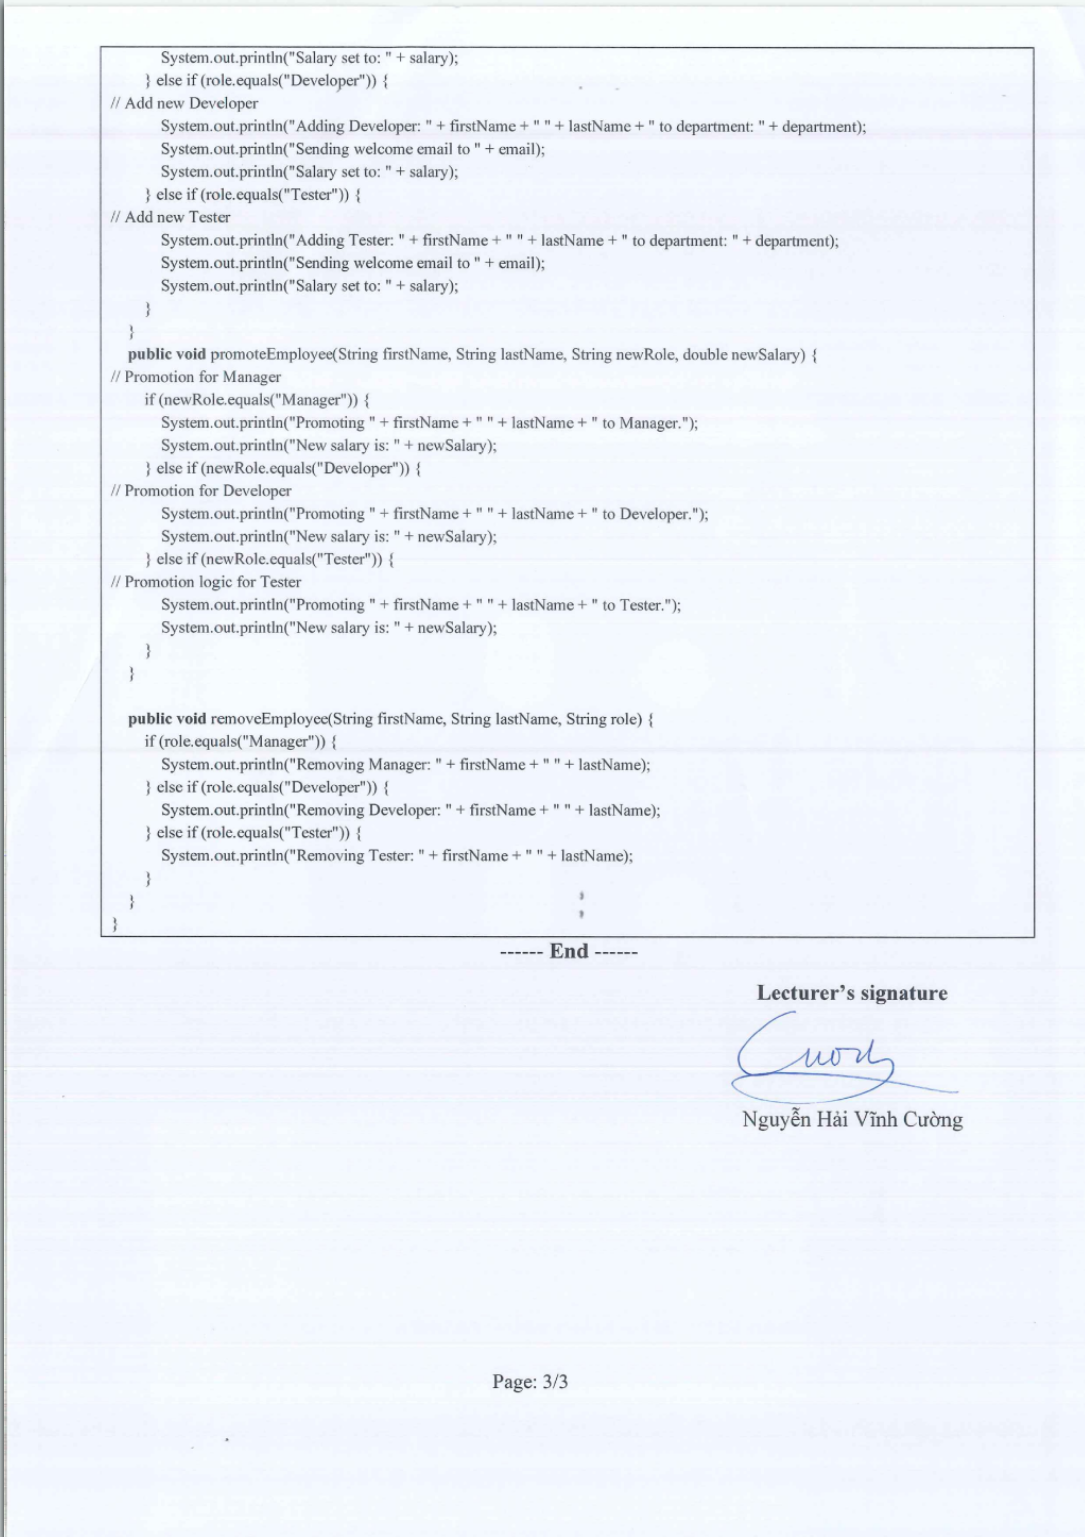 System.out.println("Salary set to: " + salary);
} else if (role.equals("Developer")) {
// Add new Developer
System.out.println("Adding Developer: " + firstName + " " + lastName + " to department: " + department);
System.out.println("Sending welcome email to " + email);
System.out.println("Salary set to: " + salary);
} else if (role.equals("Tester")) {
// Add new Tester
System.out.println("Adding Tester: " + firstName + " " + lastName + " to department: " + department);
System.out.println("Sending welcome email to " + email);
System.out.println("Salary set to: " + salary);
}
}
public void promoteEmployee(String firstName, String lastName, String newRole, double newSalary) {
// Promotion for Manager
if (newRole.equals("Manager")) {
System.out.println("Promoting " + firstName + " " + lastName + " to Manager.");
System.out.println("New salary is: " + newSalary);
} else if (newRole.equals("Developer")) {
// Promotion for Developer
System.out.println("Promoting " + firstName + " " + lastName + " to Developer.");
System.out.println("New salary is: " + newSalary);
} else if (newRole.equals("Tester")) {
// Promotion logic for Tester
System.out.println("Promoting " + firstName + " " + lastName + " to Tester.");
System.out.println("New salary is: " + newSalary);
}
}
public void removeEmployee(String firstName, String lastName, String role) {
if (role.equals("Manager")) {
System.out.println("Removing Manager: " + firstName + " " + lastName);
} else if (role.equals("Developer")) {
System.out.println("Removing Developer: " + firstName + " " + lastName);
} else if (role.equals("Tester")) {
System.out.println("Removing Tester: " + firstName + " " + lastName);
}
}
}
------ End ------
Lecturer's signature
Nguyễn Hải Vĩnh Cường
Page: 3/3